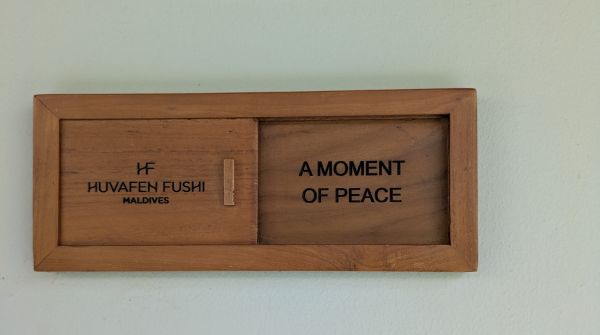 HF
HUVAFEN FUSHI
MALDIVES
A MOMENT
OF PEACE